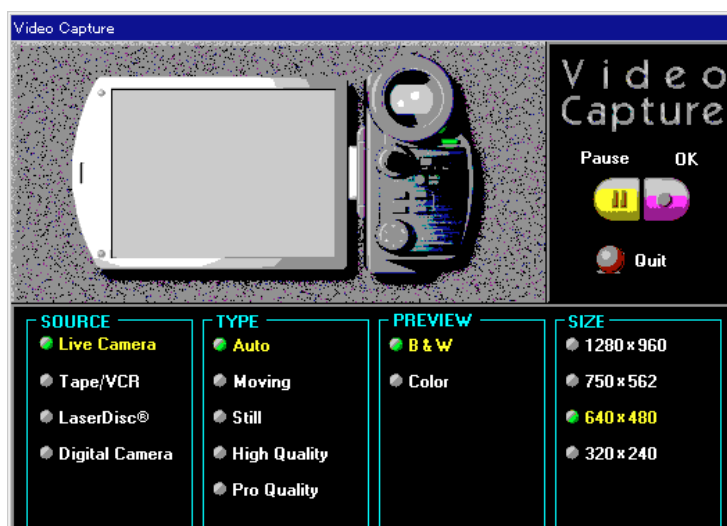 Video Capture
Video
Capture
Pause OK
Quit
SOURCE
Live Camera
Tape/VCR
LaserDisc®
Digital Camera
TYPE
Auto
Moving
Still
High Quality
Pro Quality
PREVIEW
B & W
Color
SIZE
1280 x 960
750 x 562
640 x 480
320 x 240